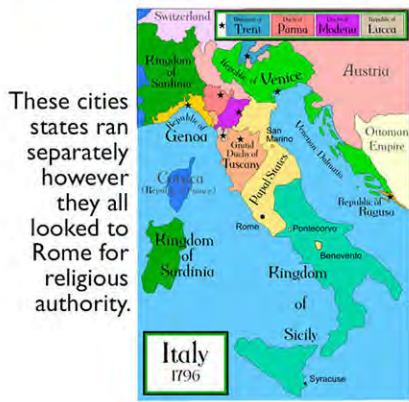 These cities
states ran
separately
however
they all
looked to
Rome for
religious
authority.
Switzerland
Bishopric of
Trent
Duchy of
Parma
Duchy of
Modena
Republic of
Lucca
Kingdom
of
Sardinia
Republic of Venice
Austria
Republic of
Genoa
San
Marino
Ottoman
Empire
Grand
Duchy of
Tuscany
Papal States
Venetian Dalmatia
Corsica
(Republic of France)
Republic of
Ragusa
Rome
Pontecorvo
Benevento
Kingdom
of
Sardinia
Kingdom
of
Sicily
Italy
1796
Syracuse